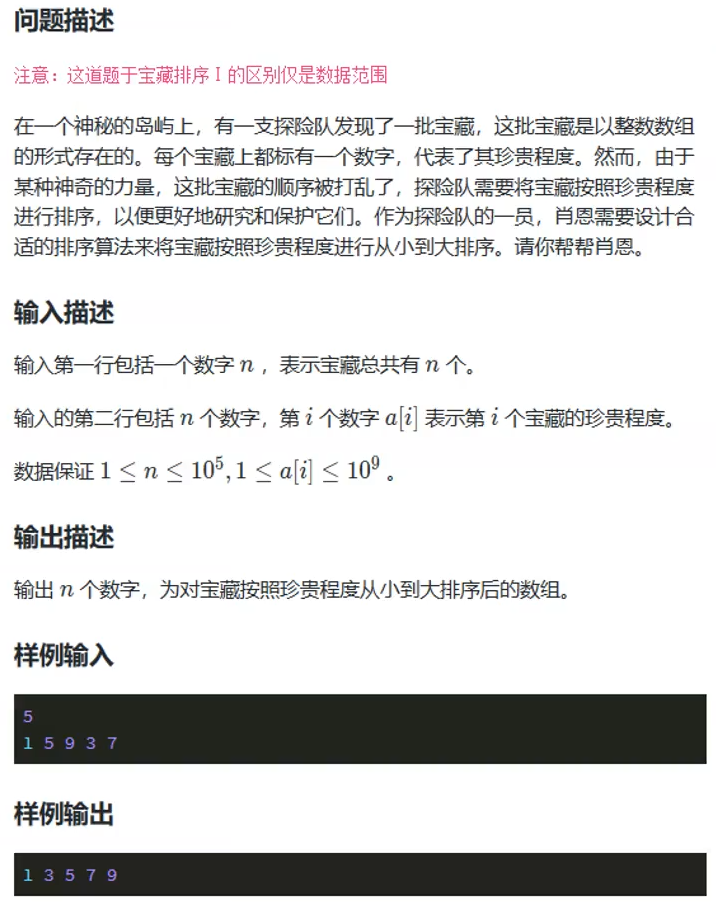 问题描述
注意：这道题于宝藏排序Ⅰ的区别仅是数据范围
在一个神秘的岛屿上，有一支探险队发现了一批宝藏，这批宝藏是以整数数组
的形式存在的。每个宝藏上都标有一个数字，代表了其珍贵程度。然而，由于
某种神奇的力量，这批宝藏的顺序被打乱了，探险队需要将宝藏按照珍贵程度
进行排序，以便更好地研究和保护它们。作为探险队的一员，肖恩需要设计合
适的排序算法来将宝藏按照珍贵程度进行从小到大排序。请你帮帮肖恩。
输入描述
输入第一行包括一个数字 n ，表示宝藏总共有 n 个。
输入的第二行包括 n 个数字，第 i 个数字 a[i] 表示第 i 个宝藏的珍贵程度。
数据保证 1 ≤ n ≤ 10⁵, 1 ≤ a[i] ≤ 10⁹ 。
输出描述
输出 n 个数字，为对宝藏按照珍贵程度从小到大排序后的数组。
样例输入
5
1 5 9 3 7
样例输出
1 3 5 7 9